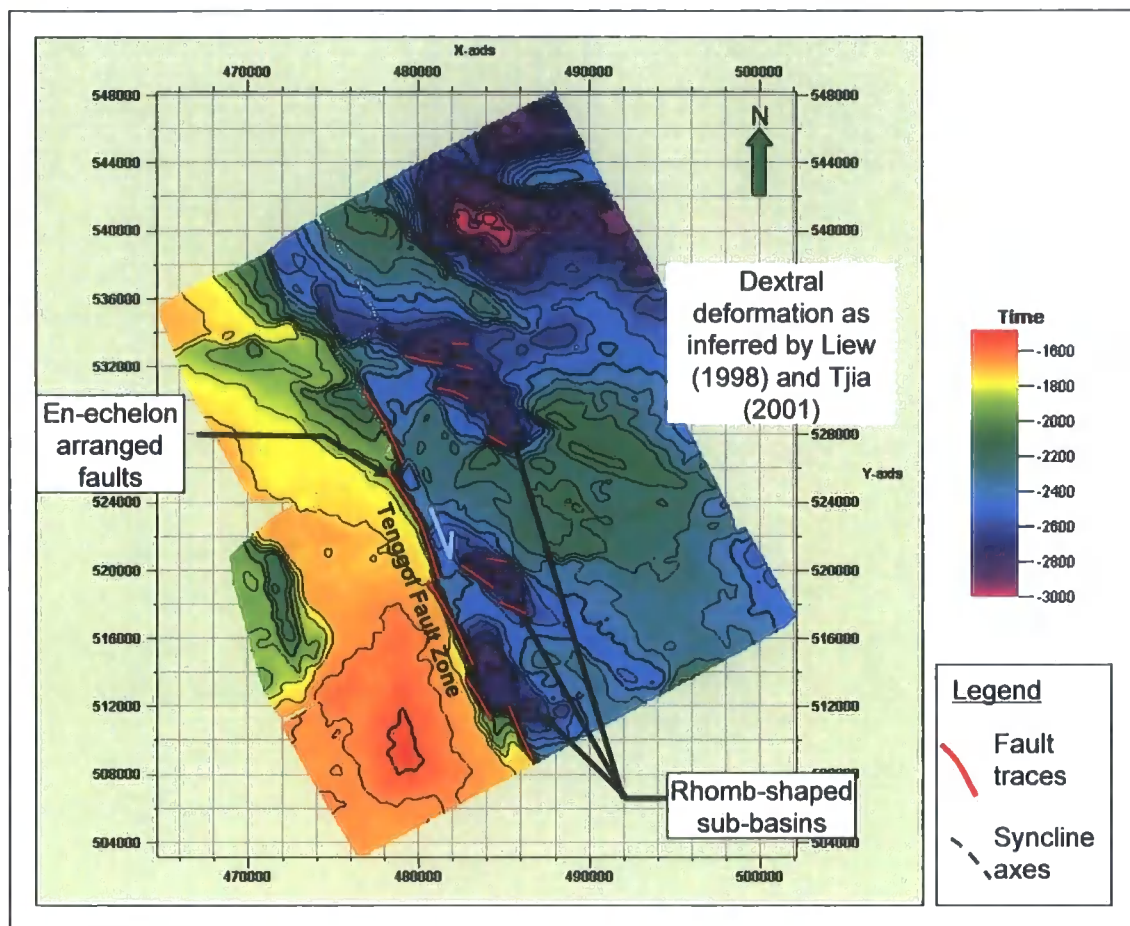 X-axis
470000 480000 490000 500000
548000 548000
N
544000 544000
540000 540000
536000 536000
Dextral
deformation as
inferred by Liew
(1998) and Tjia
(2001)
Time
-1600
-1800
-2000
-2200
-2400
-2600
-2800
-3000
532000 532000
En-echelon
arranged
faults
528000 528000
Y-axis
524000 524000
Tenggol Fault Zone
520000 520000
516000 516000
512000 512000
508000 508000
Rhomb-shaped
sub-basins
504000 504000
470000 480000 490000 500000
Legend
Fault
traces
Syncline
axes